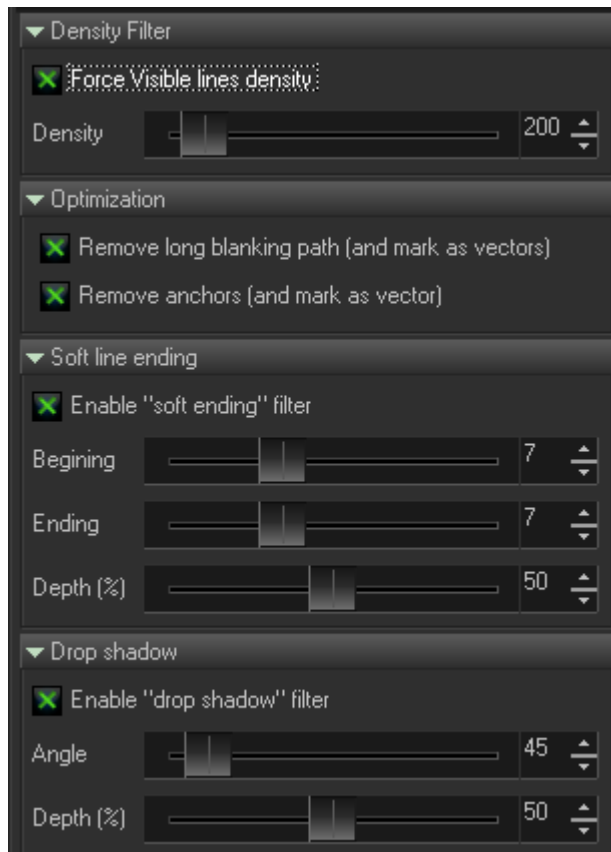 Density Filter
Force Visible lines density
Density 200
Optimization
Remove long blanking path (and mark as vectors)
Remove anchors (and mark as vector)
Soft line ending
Enable "soft ending" filter
Begining 7
Ending 7
Depth (%) 50
Drop shadow
Enable "drop shadow" filter
Angle 45
Depth (%) 50